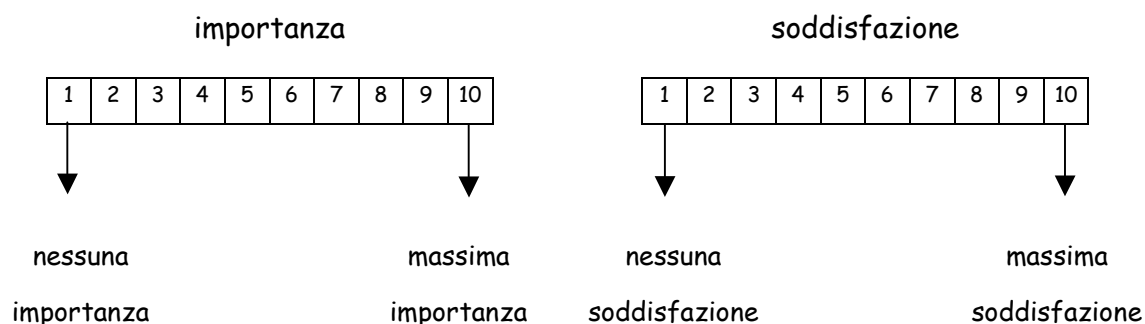 importanza soddisfazione
1 2 3 4 5 6 7 8 9 10 1 2 3 4 5 6 7 8 9 10
nessuna massima nessuna massima
importanza importanza soddisfazione soddisfazione